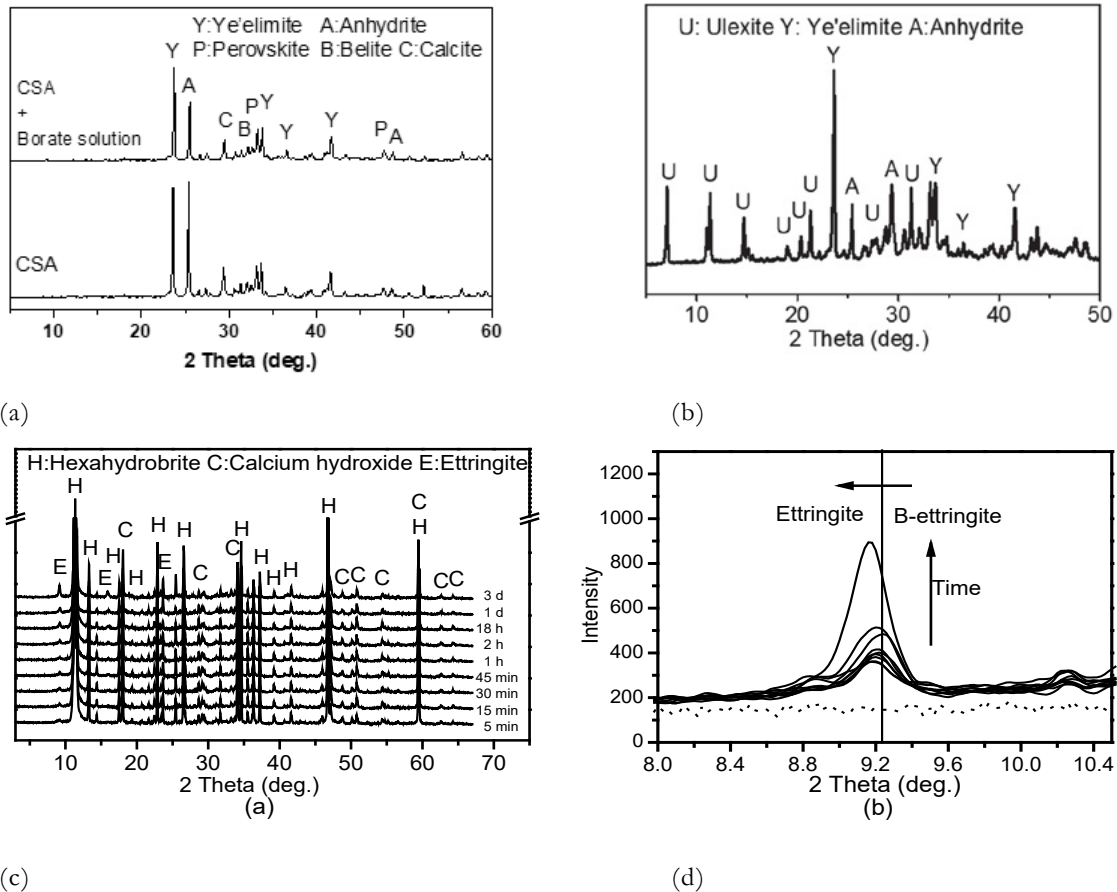 Y:Ye'elimite A:Anhydrite
P:Perovskite B:Belite C:Calcite
Y
A
C
B
P
Y
Y
Y
P
A
CSA
+
Borate solution
CSA
10 20 30 40 50 60
2 Theta (deg.)
(a)
U: Ulexite Y: Ye'elimite A:Anhydrite
U
U
U
U
U
U
Y
A
U
A
U
Y
Y
Y
10 20 30 40 50
2 Theta (deg.)
(b)
H:Hexahydrobrite C:Calcium hydroxide E:Ettringite
E
H
H
E
H
C
H
H
E
H
C
C
H
H
H
H
H
C
C
C
C
H
C
C
3 d
1 d
18 h
2 h
1 h
45 min
30 min
15 min
5 min
10 20 30 40 50 60 70
2 Theta (deg.)
(a)
(c)
1200
1000
800
600
400
200
0
Intensity
Ettringite
B-ettringite
Time
8.0 8.4 8.8 9.2 9.6 10.0 10.4
2 Theta (deg.)
(b)
(d)